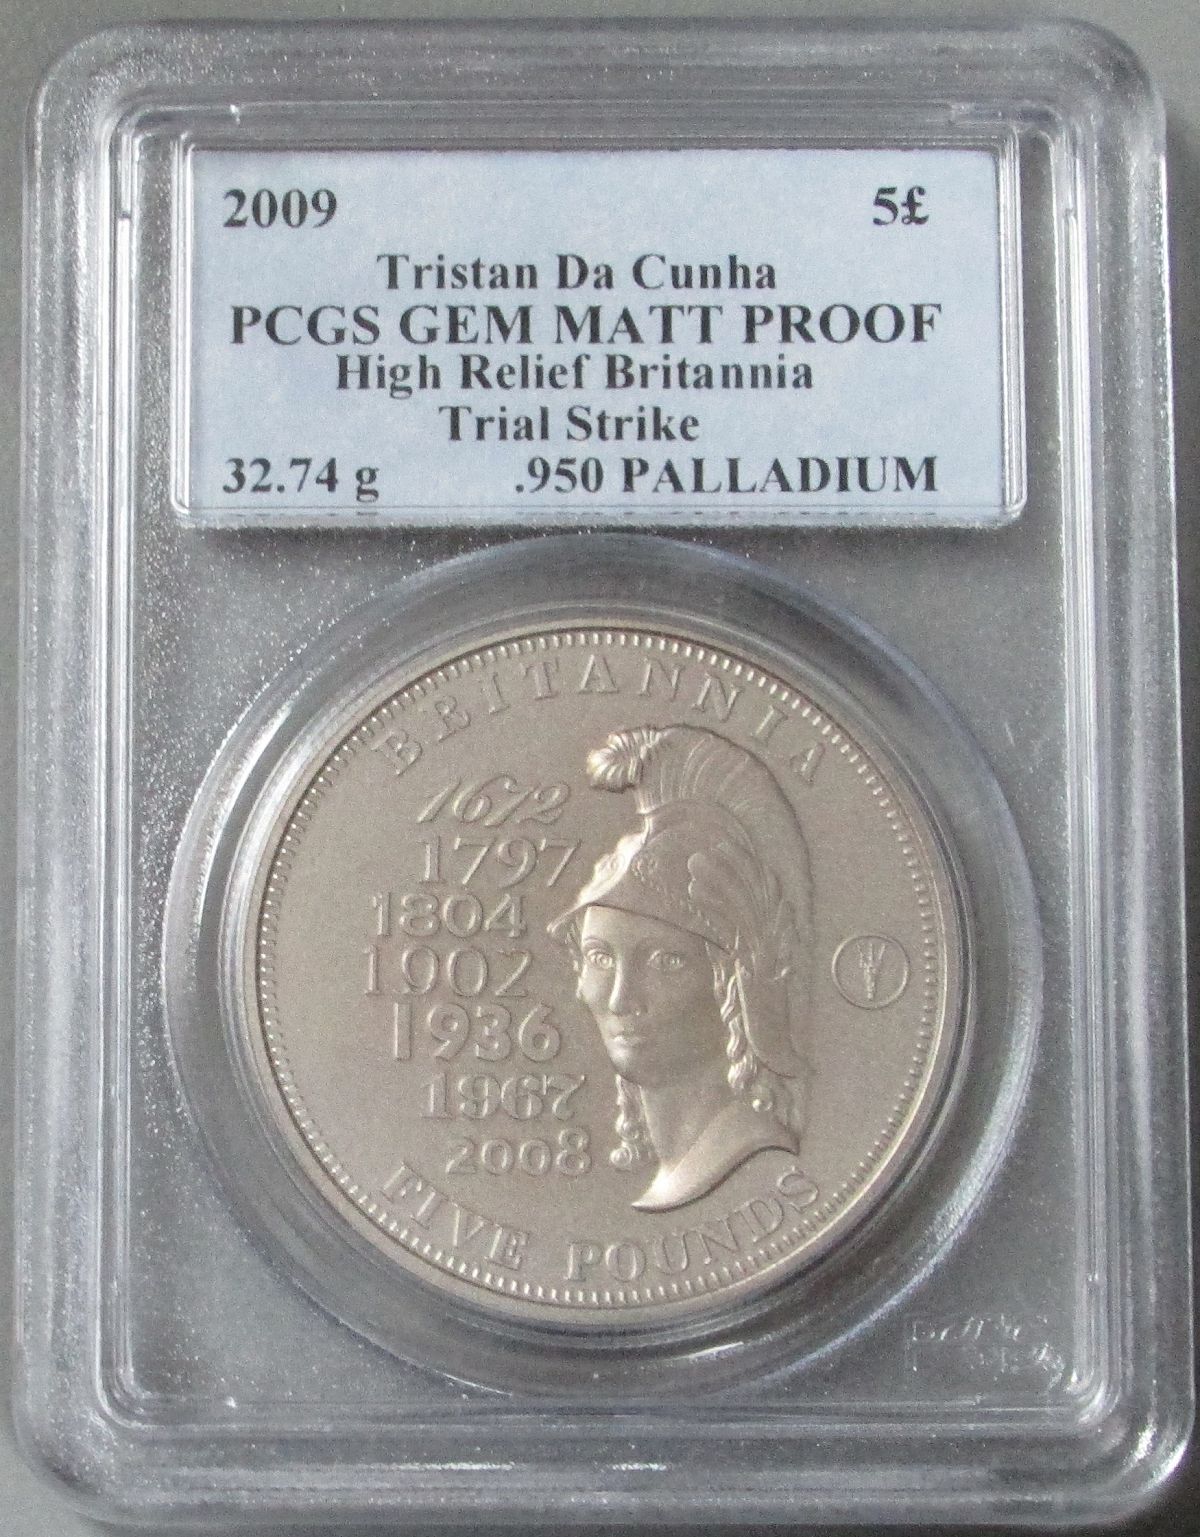 2009 5£
Tristan Da Cunha
PCGS GEM MATT PROOF
High Relief Britannia
Trial Strike
32.74 g .950 PALLADIUM
BRITANNIA
1672
1797
1804
1902
1936
1967
2008
FIVE POUNDS